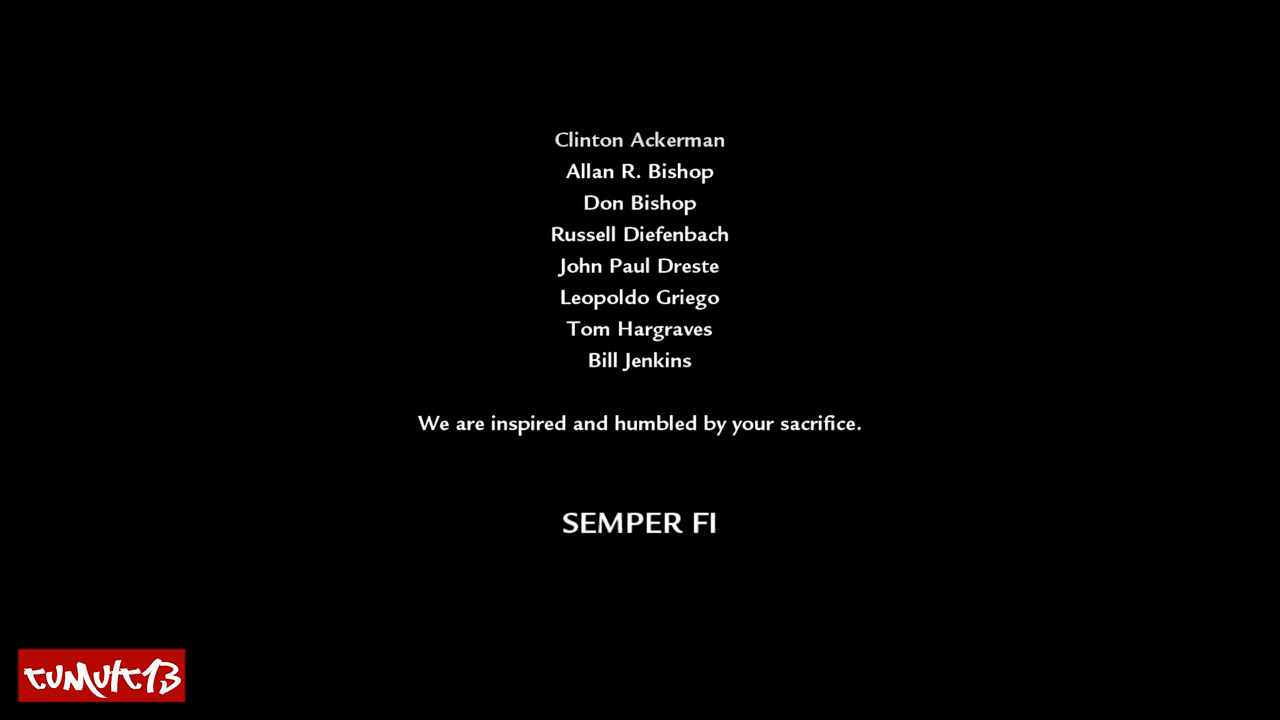 Clinton Ackerman
Allan R. Bishop
Don Bishop
Russell Diefenbach
John Paul Dreste
Leopoldo Griego
Tom Hargraves
Bill Jenkins
We are inspired and humbled by your sacrifice.
SEMPER FI
tumult13